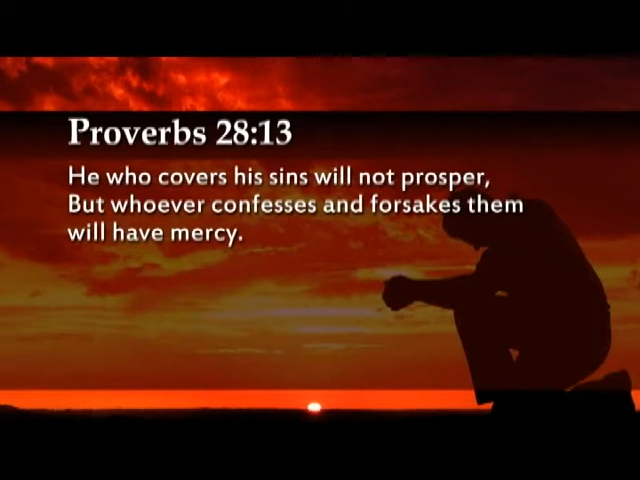 Proverbs 28:13
He who covers his sins will not prosper,
But whoever confesses and forsakes them
will have mercy.